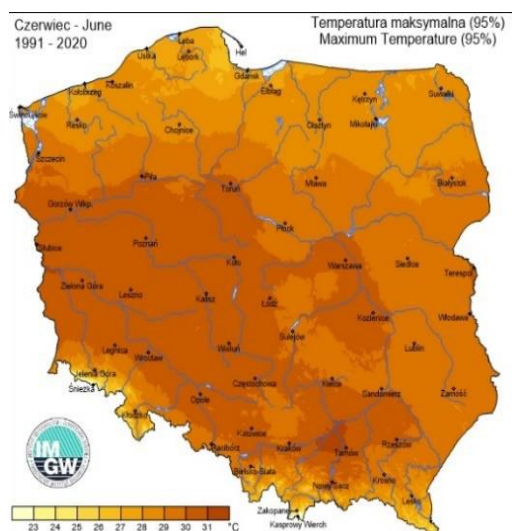 Czerwiec - June
1991 - 2020
Temperatura maksymalna (95%)
Maximum Temperature (95%)
Łeba
Ustka
Lębork
Hel
Gdańsk
Koszalin
Kołobrzeg
Elbląg
Kętrzyn
Suwałki
Świnoujście
Resko
Chojnice
Olsztyn
Mikołajki
Szczecin
Piła
Toruń
Mława
Białystok
Gorzów Wlkp.
Płock
Poznań
Słubice
Koło
Warszawa
Siedlce
Terespol
Zielona Góra
Leszno
Kalisz
Łódź
Kozienice
Włodawa
Sulejów
Legnica
Wrocław
Wieluń
Lublin
Jelenia Góra
Śnieżka
Częstochowa
Kielce
Sandomierz
Zamość
Kłodzko
Opole
Katowice
Racibórz
Kraków
Tarnów
Rzeszów
Bielsko-Biała
Nowy Sącz
Krosno
Lesko
Zakopane
Kasprowy Wierch
IM
GW
23 24 25 26 27 28 29 30 31 °C